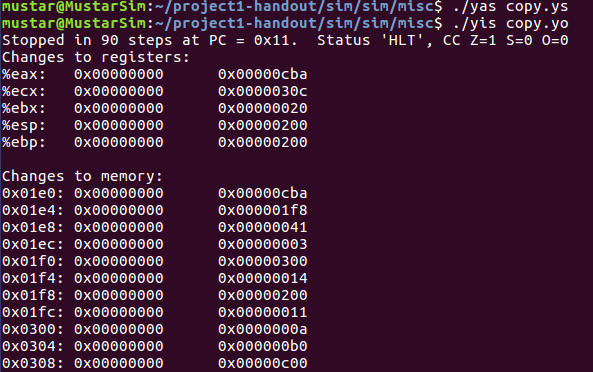 mustar@MustarSim:~/project1-handout/sim/sim/misc$ ./yas copy.ys
mustar@MustarSim:~/project1-handout/sim/sim/misc$ ./yis copy.yo
Stopped in 90 steps at PC = 0x11.  Status 'HLT', CC Z=1 S=0 O=0
Changes to registers:
%eax:   0x00000000      0x00000cba
%ecx:   0x00000000      0x0000030c
%ebx:   0x00000000      0x00000020
%esp:   0x00000000      0x00000200
%ebp:   0x00000000      0x00000200
Changes to memory:
0x01e0: 0x00000000      0x00000cba
0x01e4: 0x00000000      0x000001f8
0x01e8: 0x00000000      0x00000041
0x01ec: 0x00000000      0x00000003
0x01f0: 0x00000000      0x00000300
0x01f4: 0x00000000      0x00000014
0x01f8: 0x00000000      0x00000200
0x01fc: 0x00000000      0x00000011
0x0300: 0x00000000      0x0000000a
0x0304: 0x00000000      0x000000b0
0x0308: 0x00000000      0x00000c00